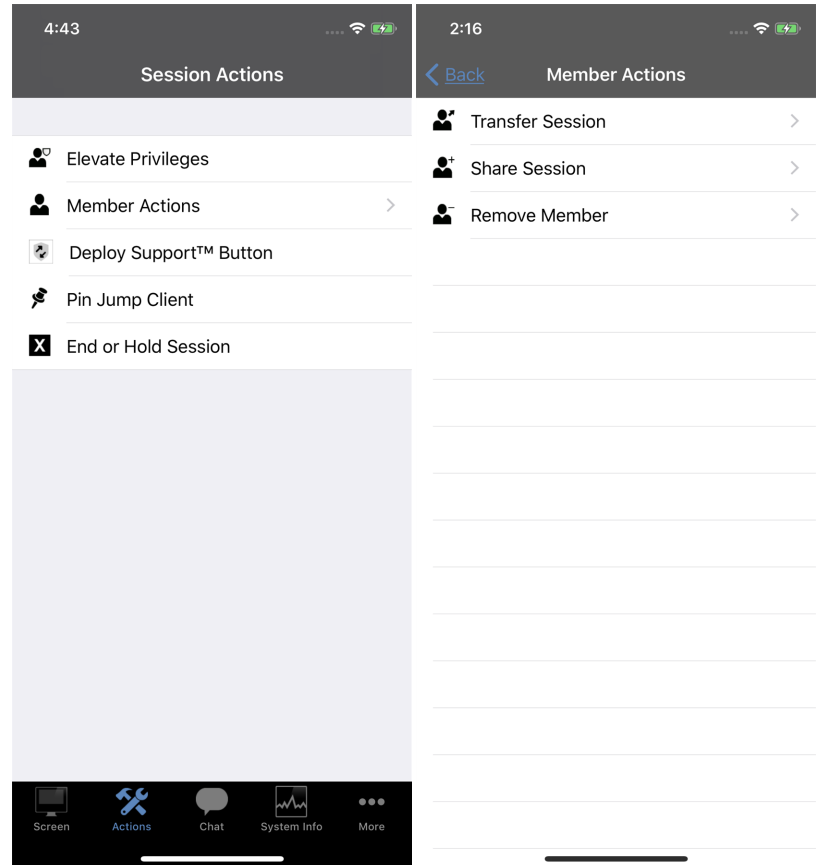 4:43
Session Actions
Elevate Privileges
Member Actions
Deploy Support™ Button
Pin Jump Client
X End or Hold Session
Screen Actions Chat System Info More
2:16
Back Member Actions
Transfer Session
Share Session
Remove Member